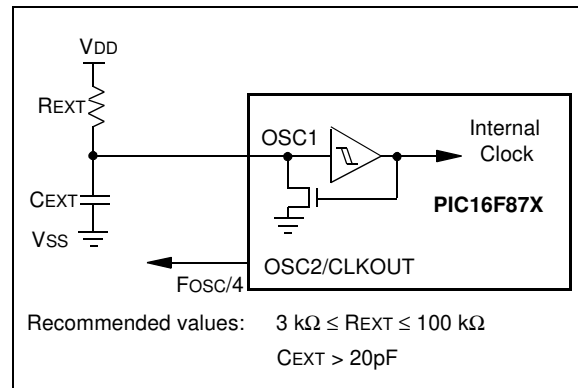 VDD
REXT
OSC1
Internal
Clock
CEXT
PIC16F87X
VSS
OSC2/CLKOUT
FOSC/4
Recommended values: 3 kΩ ≤ REXT ≤ 100 kΩ
CEXT > 20pF